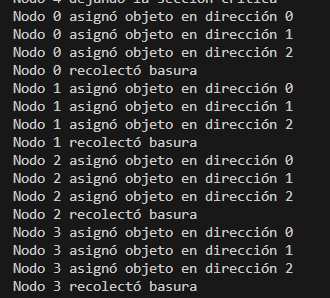 Nodo 4 dejando la sección crítica
Nodo 0 asignó objeto en dirección 0
Nodo 0 asignó objeto en dirección 1
Nodo 0 asignó objeto en dirección 2
Nodo 0 recolectó basura
Nodo 1 asignó objeto en dirección 0
Nodo 1 asignó objeto en dirección 1
Nodo 1 asignó objeto en dirección 2
Nodo 1 recolectó basura
Nodo 2 asignó objeto en dirección 0
Nodo 2 asignó objeto en dirección 1
Nodo 2 asignó objeto en dirección 2
Nodo 2 recolectó basura
Nodo 3 asignó objeto en dirección 0
Nodo 3 asignó objeto en dirección 1
Nodo 3 asignó objeto en dirección 2
Nodo 3 recolectó basura